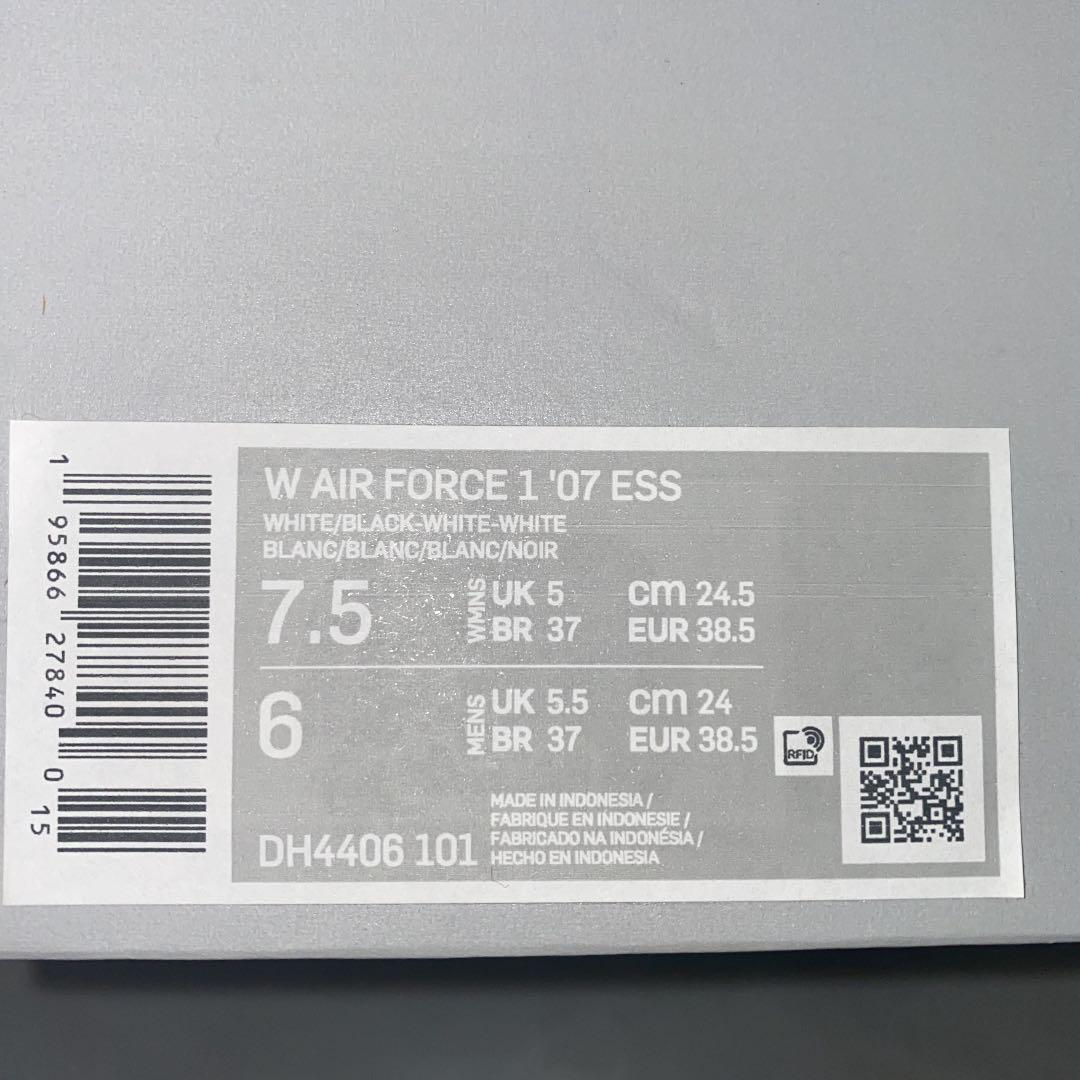 W AIR FORCE 1 '07 ESS
WHITE/BLACK-WHITE-WHITE
BLANC/BLANC/BLANC/NOIR
7.5 WMNS UK 5 cm 24.5
BR 37 EUR 38.5
6 MENS UK 5.5 cm 24
BR 37 EUR 38.5
RFID
DH4406 101
MADE IN INDONESIA /
FABRIQUE EN INDONESIE /
FABRICADO NA INDONÉSIA /
HECHO EN INDONESIA
1 95866 27840 0 15